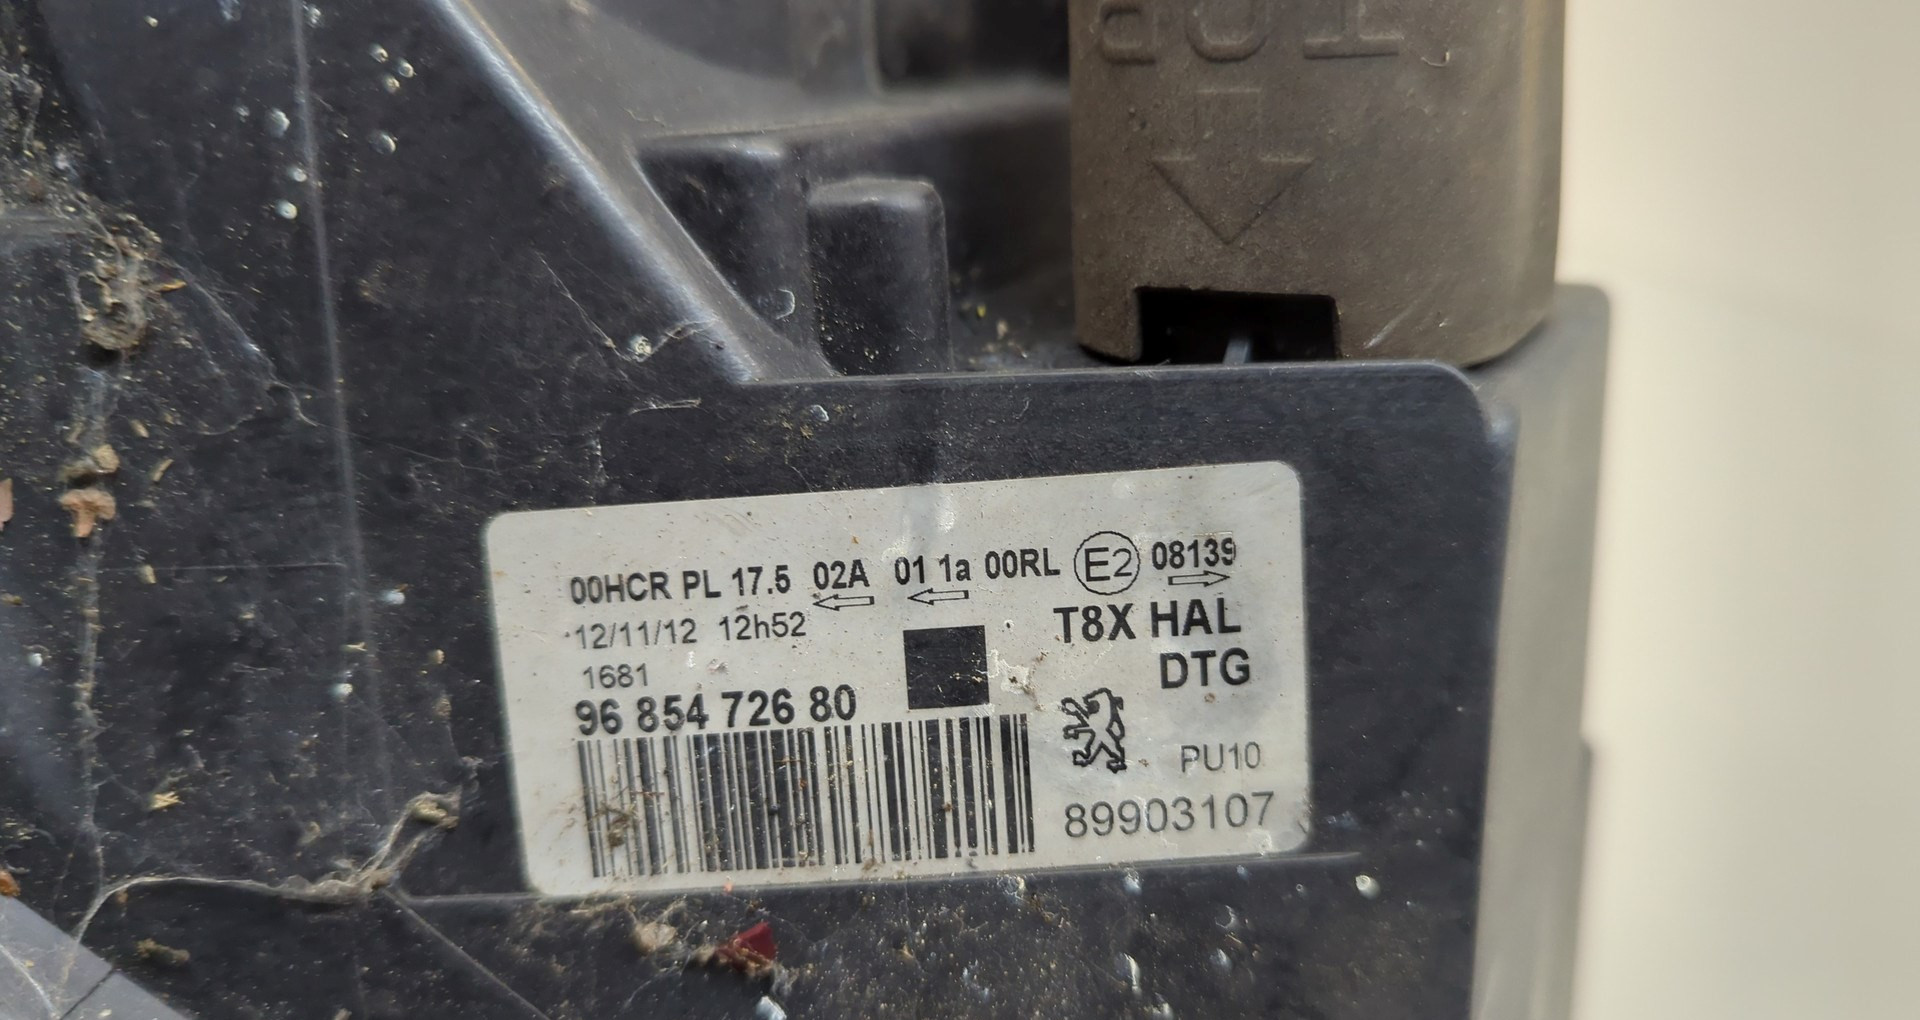 TOP
00HCR PL 17.5 02A 01 1a 00RL E2 08139
12/11/12 12h52
T8X HAL
1681
DTG
96 854 726 80
PU10
89903107